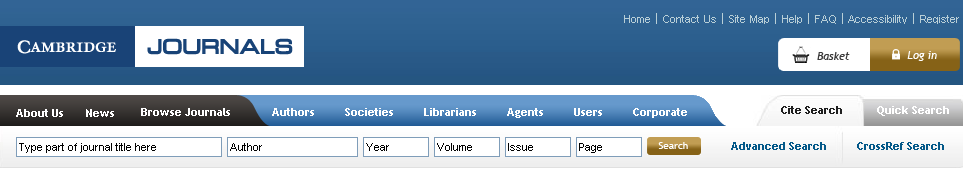 Home | Contact Us | Site Map | Help | FAQ | Accessibility | Register
CAMBRIDGE JOURNALS
Basket Log in
About Us News Browse Journals Authors Societies Librarians Agents Users Corporate Cite Search Quick Search
Type part of journal title here Author Year Volume Issue Page Search Advanced Search CrossRef Search